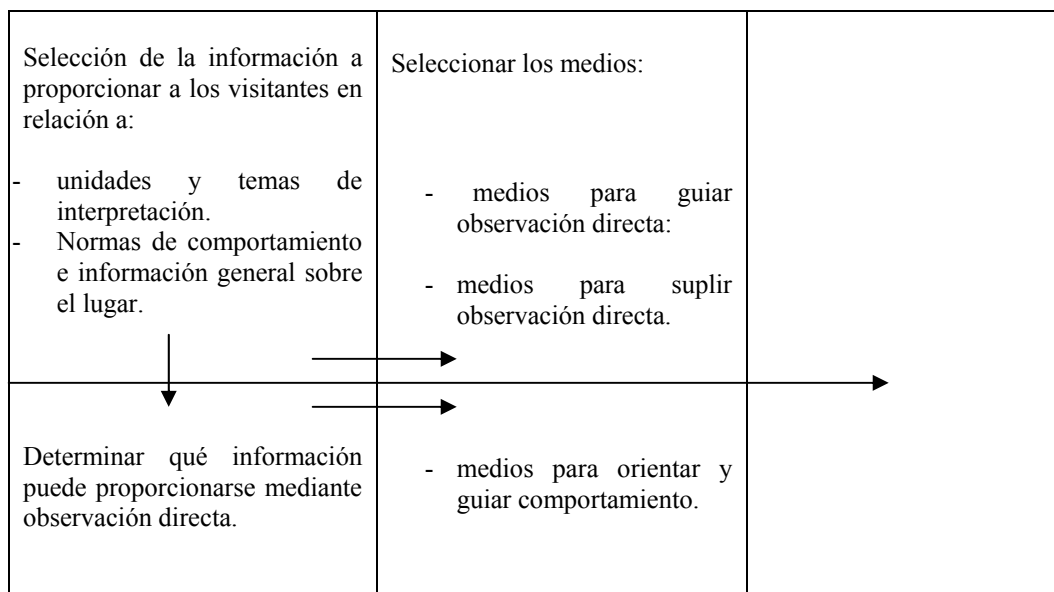 Selección de la información a
proporcionar a los visitantes en
relación a:
- unidades y temas de
interpretación.
- Normas de comportamiento
e información general sobre
el lugar.
Determinar qué información
puede proporcionarse mediante
observación directa.
Seleccionar los medios:
- medios para guiar
observación directa:
- medios para suplir
observación directa.
- medios para orientar y
guiar comportamiento.